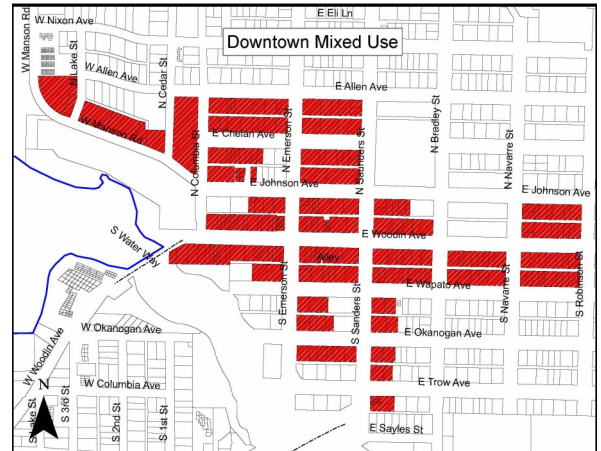 E Eli Ln
W Nixon Ave
W Manson Rd
Downtown Mixed Use
N Lake St
W Allen Ave
N Cedar St
E Allen Ave
W Manson Rd
N Columbia St
E Chelan Ave
N Emerson St
N Saunders St
N Bradley St
N Navarre St
E Johnson Ave
E Johnson Ave
S Water Way
E Woodin Ave
Alley
E Wapato Ave
S Emerson St
S Sanders St
S Navarre St
S Robinson St
W Okanogan Ave
E Okanogan Ave
W Woodin Ave
N
W Columbia Ave
E Trow Ave
S Lake St
S 3rd St
S 2nd St
S 1st St
E Sayles St